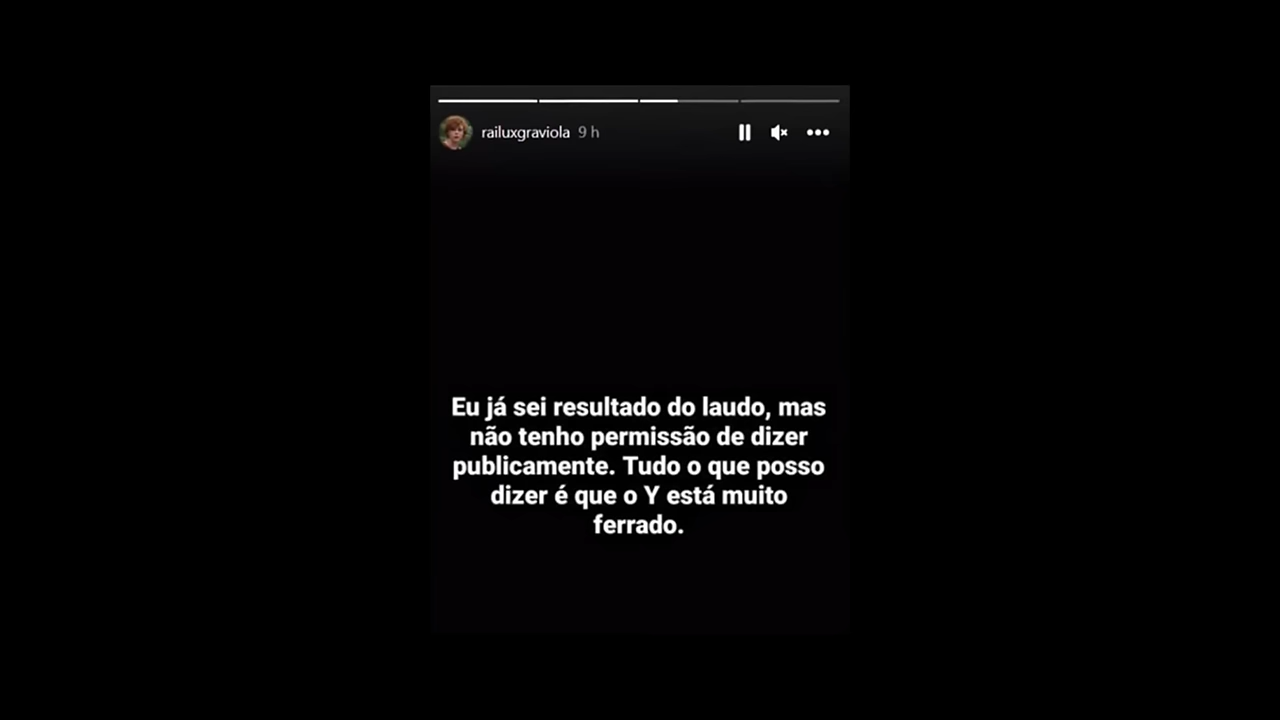 railuxgraviola 9 h
Eu já sei resultado do laudo, mas
não tenho permissão de dizer
publicamente. Tudo o que posso
dizer é que o Y está muito
ferrado.